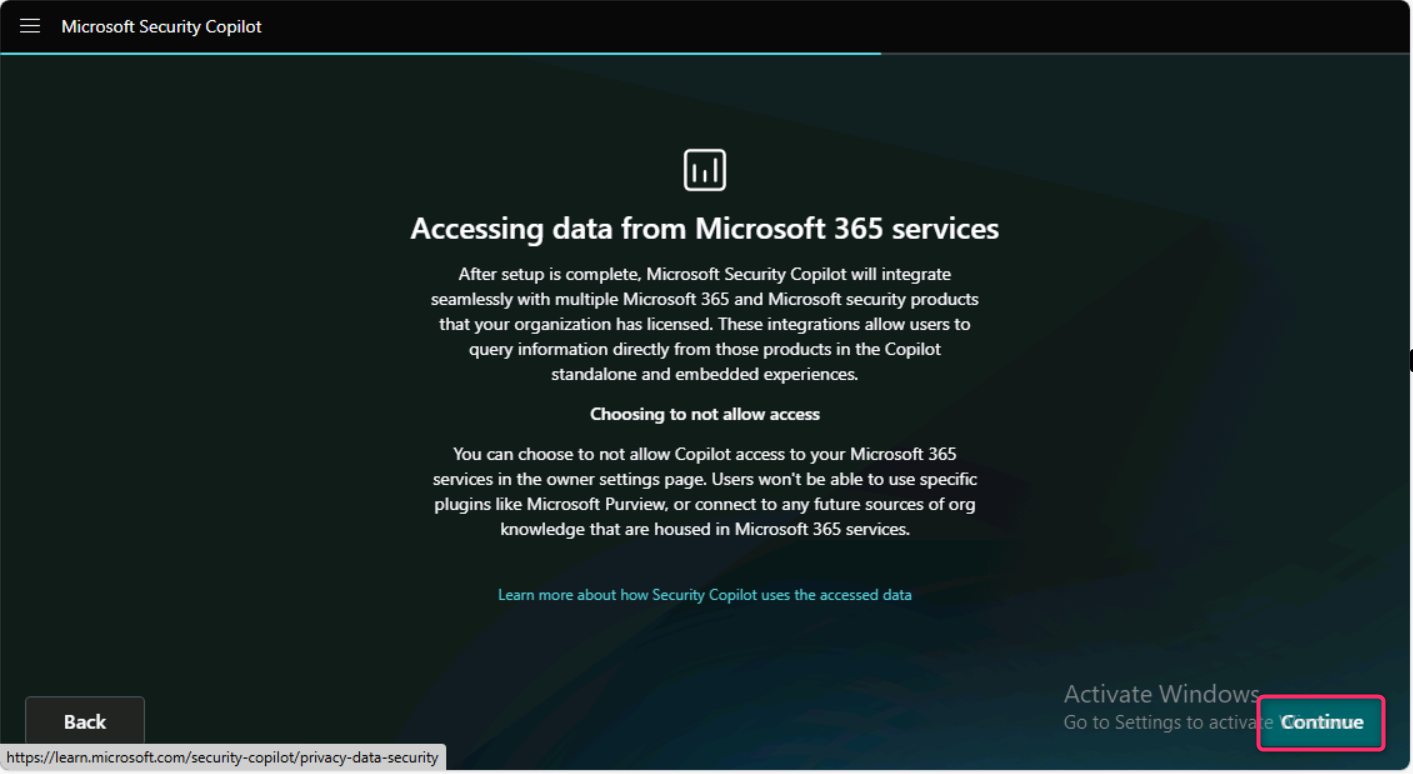 Microsoft Security Copilot
Accessing data from Microsoft 365 services
After setup is complete, Microsoft Security Copilot will integrate
seamlessly with multiple Microsoft 365 and Microsoft security products
that your organization has licensed. These integrations allow users to
query information directly from those products in the Copilot
standalone and embedded experiences.
Choosing to not allow access
You can choose to not allow Copilot access to your Microsoft 365
services in the owner settings page. Users won't be able to use specific
plugins like Microsoft Purview, or connect to any future sources of org
knowledge that are housed in Microsoft 365 services.
Learn more about how Security Copilot uses the accessed data
Activate Windows
Go to Settings to activate
Back
Continue
https://learn.microsoft.com/security-copilot/privacy-data-security